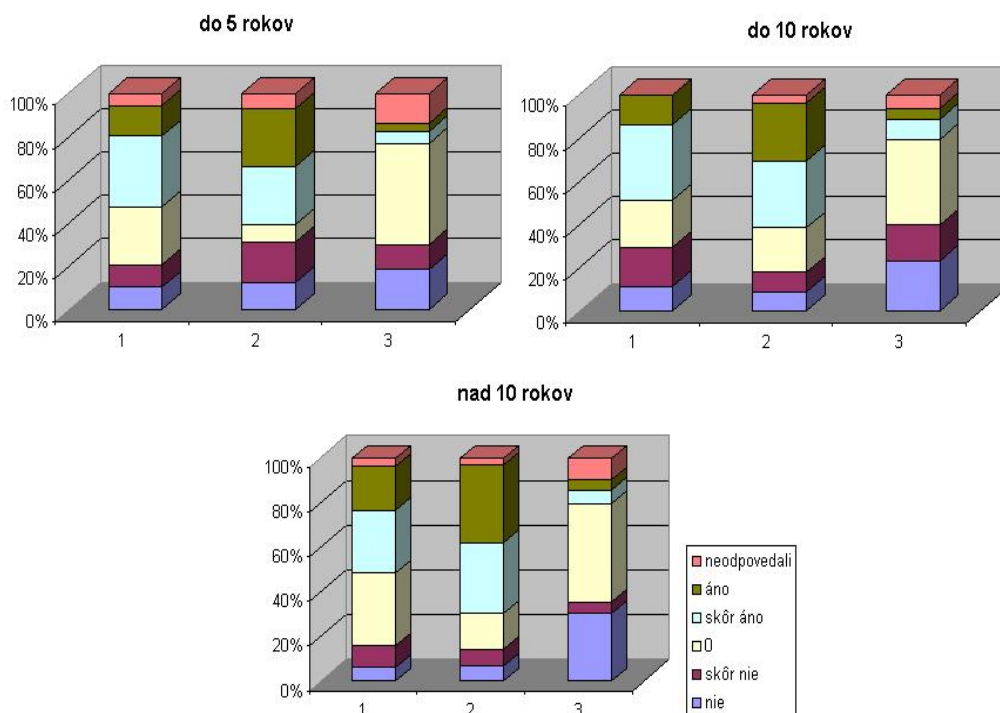 do 5 rokov
100%
80%
60%
40%
20%
0%
1 2 3
do 10 rokov
100%
80%
60%
40%
20%
0%
1 2 3
nad 10 rokov
100%
80%
60%
40%
20%
0%
1 2 3
neodpovedali
áno
skôr áno
0
skôr nie
nie